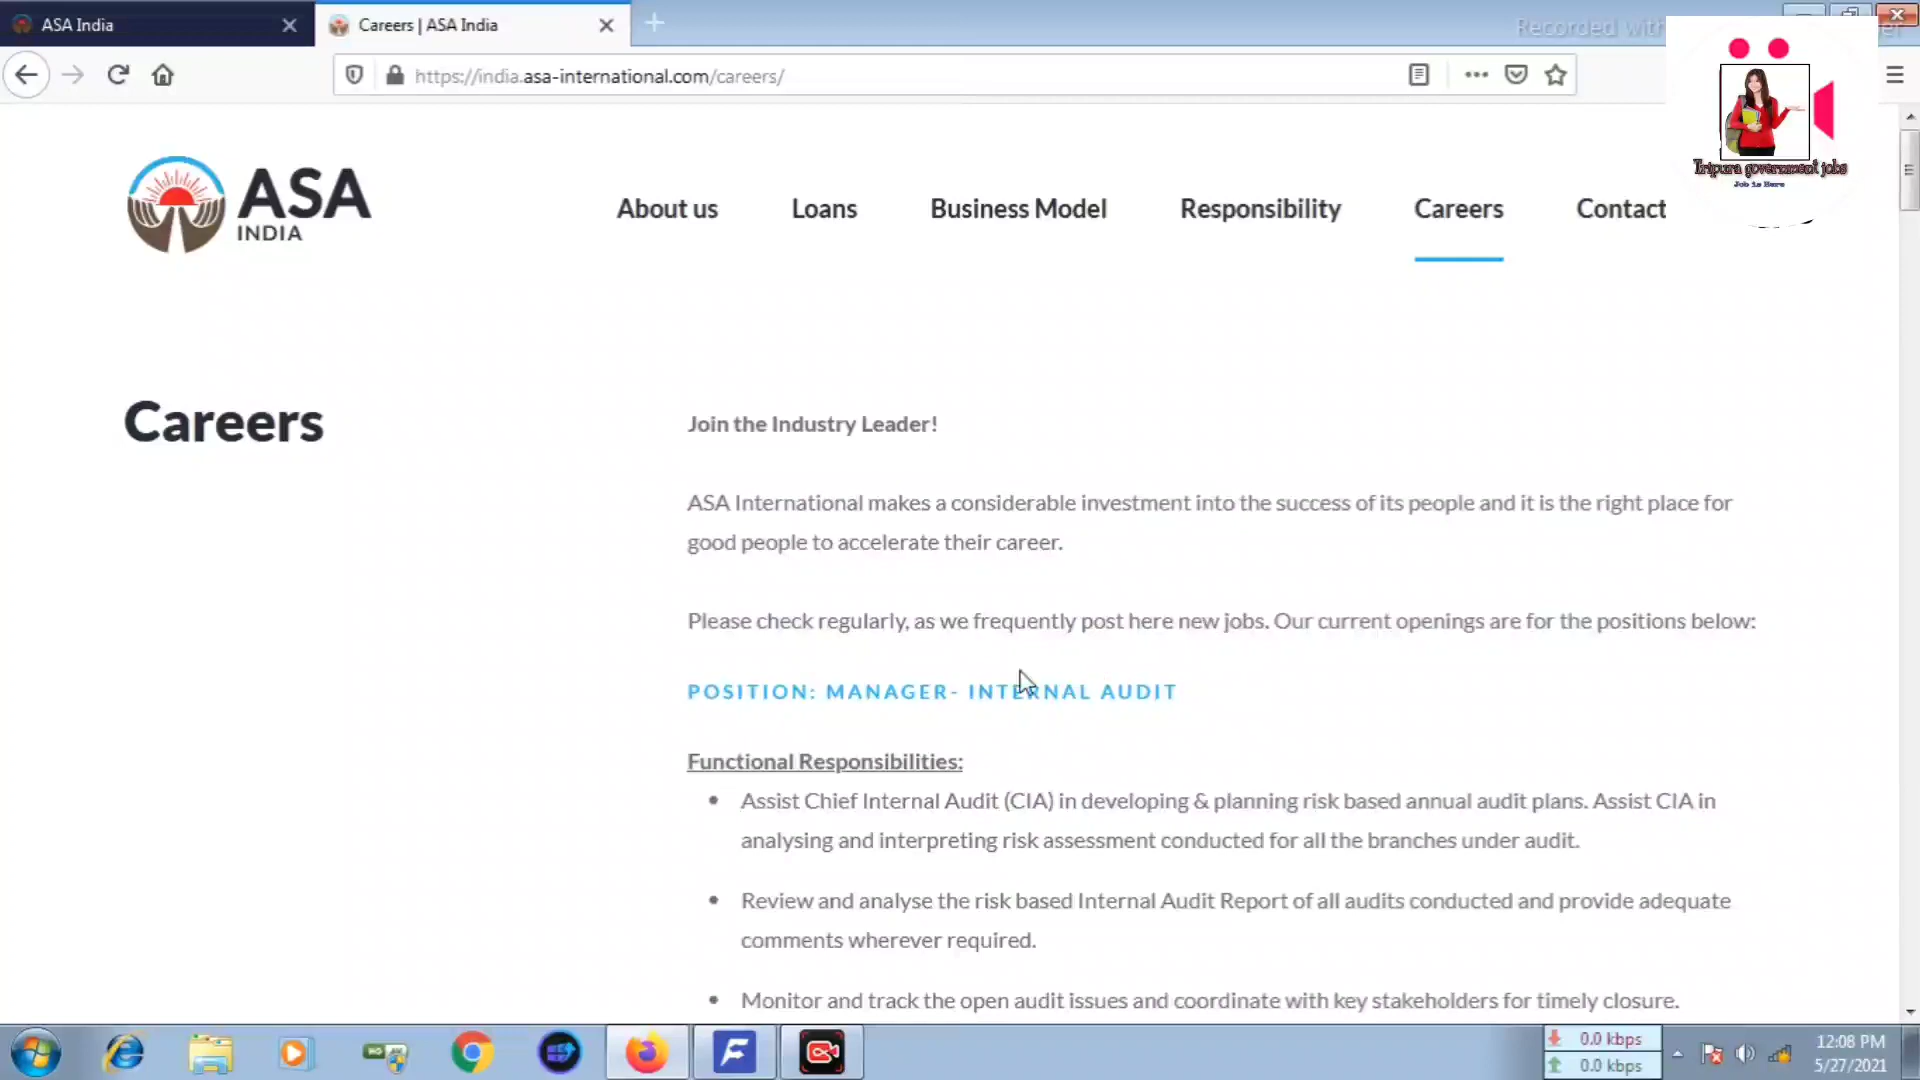 ASA India
Careers | ASA India
Recorded with
https://india.asa-international.com/careers/
Tripura government jobs
Job is Here
ASA
INDIA
About us
Loans
Business Model
Responsibility
Careers
Contact
Careers
Join the Industry Leader!
ASA International makes a considerable investment into the success of its people and it is the right place for
good people to accelerate their career.
Please check regularly, as we frequently post here new jobs. Our current openings are for the positions below:
POSITION: MANAGER- INTERNAL AUDIT
Functional Responsibilities:
• Assist Chief Internal Audit (CIA) in developing & planning risk based annual audit plans. Assist CIA in
analysing and interpreting risk assessment conducted for all the branches under audit.
• Review and analyse the risk based Internal Audit Report of all audits conducted and provide adequate
comments wherever required.
• Monitor and track the open audit issues and coordinate with key stakeholders for timely closure.
0.0 kbps
0.0 kbps
12:08 PM
5/27/2021